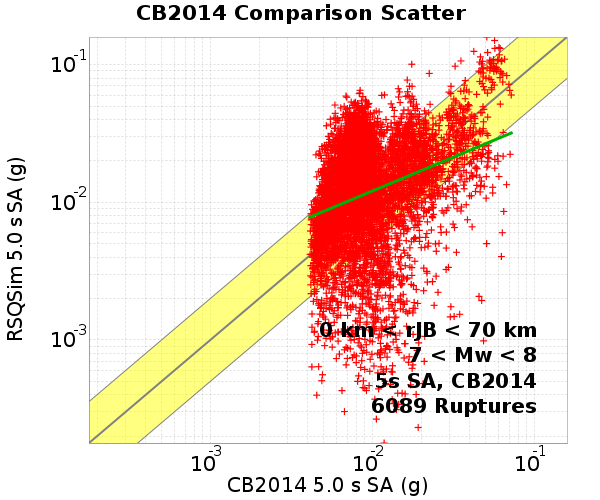 CB2014 Comparison Scatter
RSQSim 5.0 s SA (g)
10-1
10-2
10-3
0 km < rJB < 70 km
7 < Mw < 8
5s SA, CB2014
6089 Ruptures
10-3
10-2
10-1
CB2014 5.0 s SA (g)